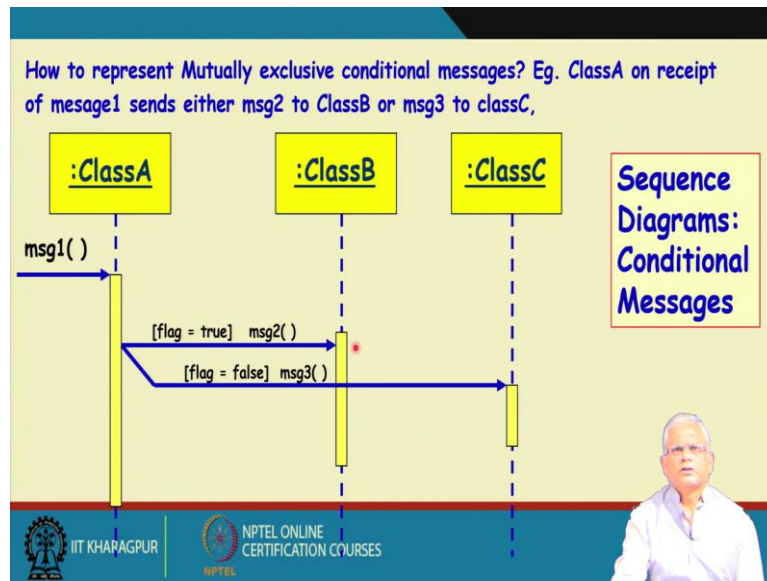 How to represent Mutually exclusive conditional messages? Eg. ClassA on receipt
of mesage1 sends either msg2 to ClassB or msg3 to classC,
:ClassA
:ClassB
:ClassC
Sequence
Diagrams:
Conditional
Messages
msg1( )
[flag = true] msg2( )
[flag = false] msg3( )
IIT KHARAGPUR
NPTEL
NPTEL ONLINE
CERTIFICATION COURSES